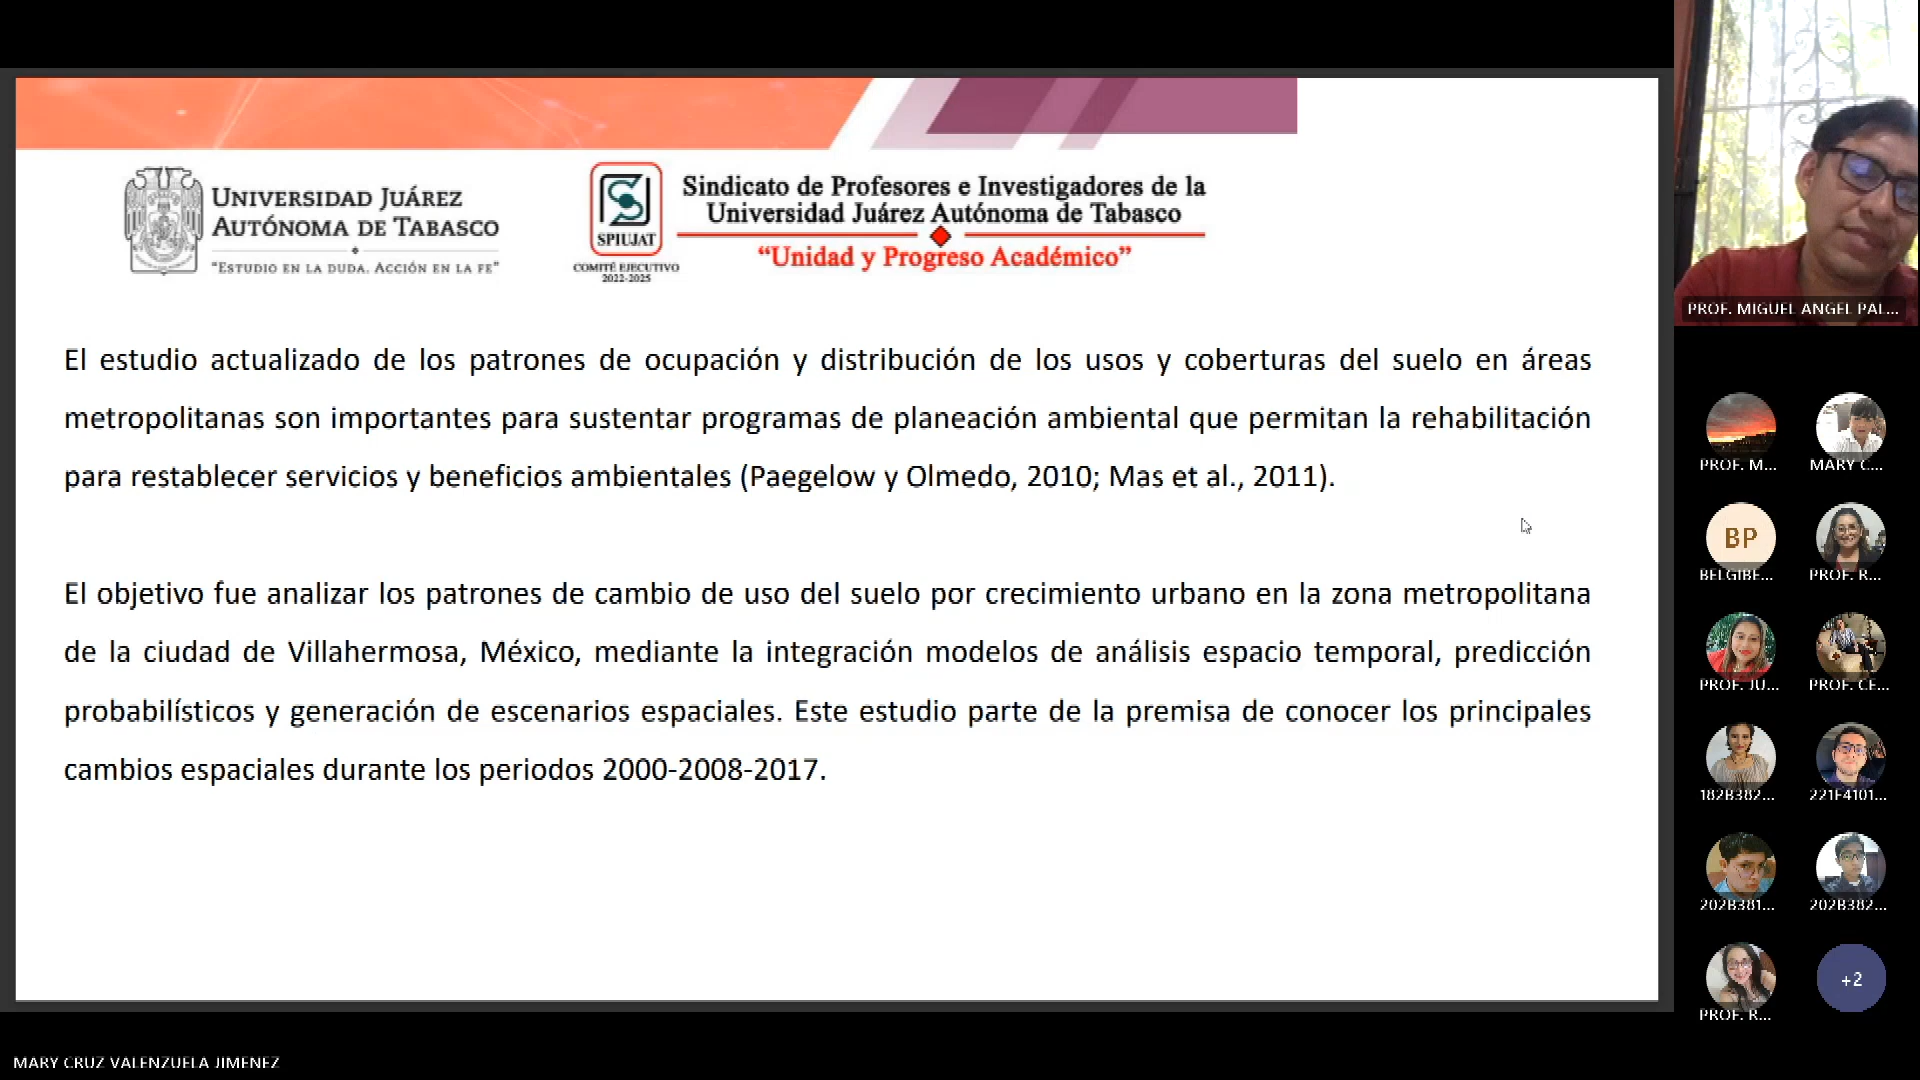 UNIVERSIDAD JUÁREZ
AUTÓNOMA DE TABASCO
“ESTUDIO EN LA DUDA. ACCIÓN EN LA FE”
SPIUJAT
COMITÉ EJECUTIVO
2022-2025
Sindicato de Profesores e Investigadores de la
Universidad Juárez Autónoma de Tabasco
“Unidad y Progreso Académico”
El estudio actualizado de los patrones de ocupación y distribución de los usos y coberturas del suelo en áreas
metropolitanas son importantes para sustentar programas de planeación ambiental que permitan la rehabilitación
para restablecer servicios y beneficios ambientales (Paegelow y Olmedo, 2010; Mas et al., 2011).
El objetivo fue analizar los patrones de cambio de uso del suelo por crecimiento urbano en la zona metropolitana
de la ciudad de Villahermosa, México, mediante la integración modelos de análisis espacio temporal, predicción
probabilísticos y generación de escenarios espaciales. Este estudio parte de la premisa de conocer los principales
cambios espaciales durante los periodos 2000-2008-2017.
PROF. MIGUEL ANGEL PAL...
PROF. M...
MARY C...
BP
BELGIBE...
PROF. R...
PROF. JU...
PROF. CE...
182B382...
221E4101...
202B381...
202B382...
PROF. R...
+2
MARY CRUZ VALENZUELA JIMENEZ